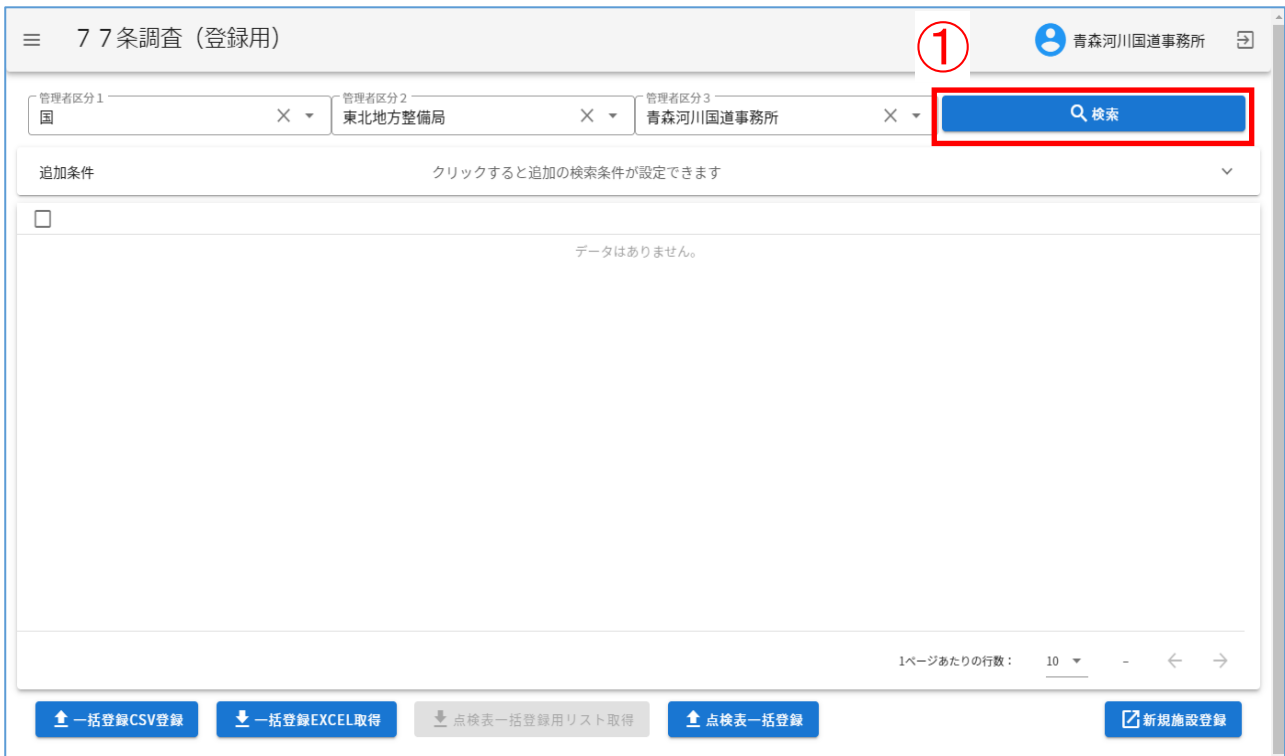 ７７条調査（登録用）
①
青森河川国道事務所
管理者区分１
国
管理者区分２
東北地方整備局
管理者区分３
青森河川国道事務所
検索
追加条件
クリックすると追加の検索条件が設定できます
データはありません。
1ページあたりの行数：
10
–
一括登録CSV登録
一括登録EXCEL取得
点検表一括登録用リスト取得
点検表一括登録
新規施設登録